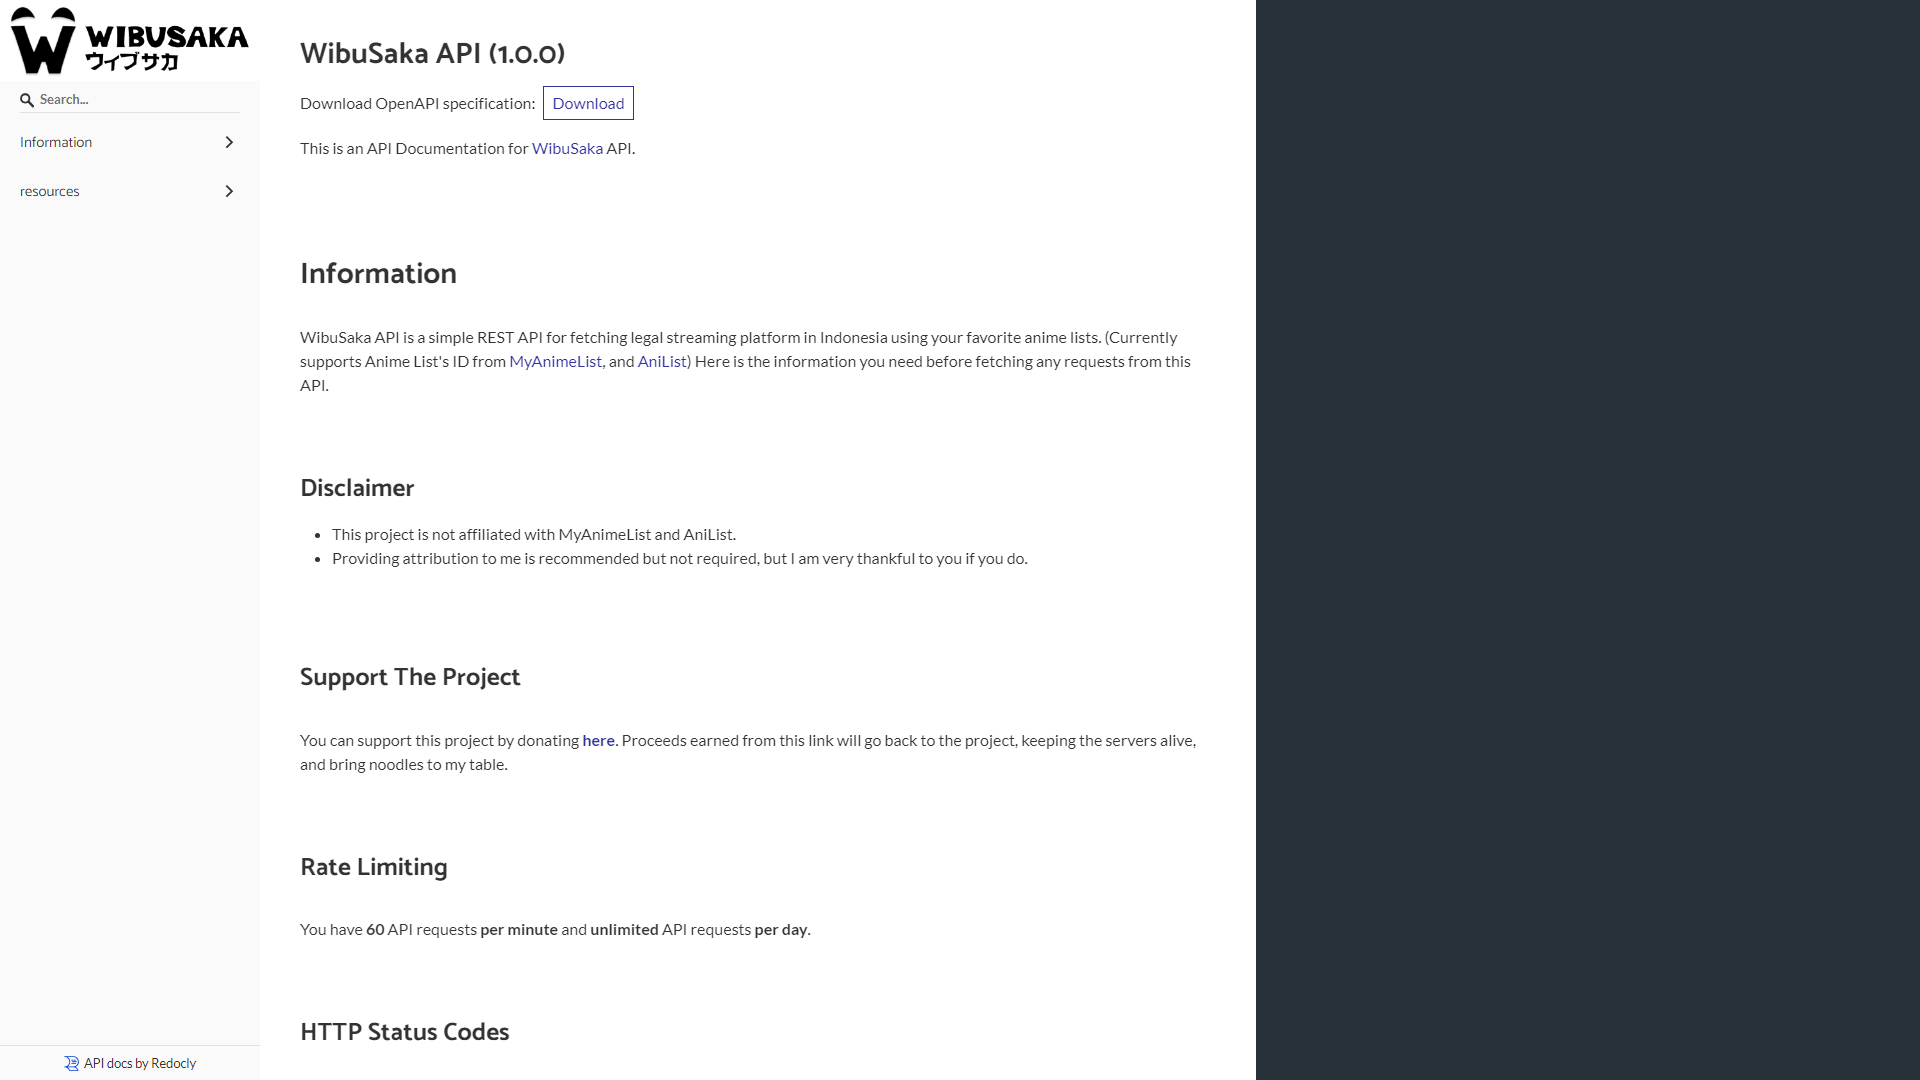 WIBUSAKA
ウィブサカ
Search...
Information
resources
API docs by Redocly
WibuSaka API (1.0.0)
Download OpenAPI specification: Download
This is an API Documentation for WibuSaka API.
Information
WibuSaka API is a simple REST API for fetching legal streaming platform in Indonesia using your favorite anime lists. (Currently
supports Anime List's ID from MyAnimeList, and AniList) Here is the information you need before fetching any requests from this
API.
Disclaimer
• This project is not affiliated with MyAnimeList and AniList.
• Providing attribution to me is recommended but not required, but I am very thankful to you if you do.
Support The Project
You can support this project by donating here. Proceeds earned from this link will go back to the project, keeping the servers alive,
and bring noodles to my table.
Rate Limiting
You have 60 API requests per minute and unlimited API requests per day.
HTTP Status Codes